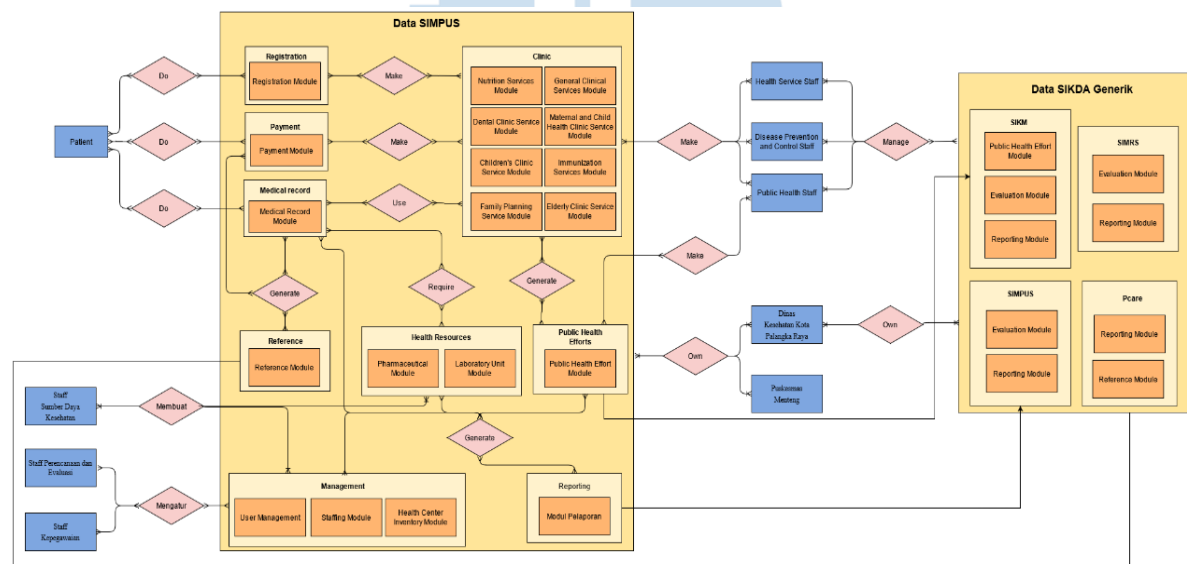 Data SIMPUS
Registration
Registration Module
Do
Make
Clinic
Nutrition Services
Module
General Clinical
Services Module
Dental Clinic Service
Module
Maternal and Child
Health Clinic Service
Module
Children's Clinic
Service Module
Immunization
Services Module
Family Planning
Service Module
Elderly Clinic Service
Module
Payment
Payment Module
Patient
Do
Make
Medical record
Medical Record
Module
Do
Use
Generate
Require
Generate
Reference
Reference Module
Health Resources
Pharmaceutical
Module
Laboratory Unit
Module
Public Health
Efforts
Public Health Effort
Module
Staff
Sumber Daya
Kesehatan
Membuat
Generate
Staff Perencanaan dan
Evaluasi
Mengatur
Staff
Kepegawaian
Management
User Management
Staffing Module
Health Center
Inventory Module
Reporting
Modul Pelaporan
Health Service Staff
Make
Disease Prevention
and Control Staff
Manage
Public Health Staff
Make
Dinas
Kesehatan Kota
Palangka Raya
Own
Own
Puskesmas
Menteng
Data SIKDA Generik
SIKM
Public Health Effort
Module
Evaluation Module
Reporting Module
SIMRS
Evaluation Module
Reporting Module
SIMPUS
Evaluation Module
Reporting Module
Pcare
Reporting Module
Reference Module